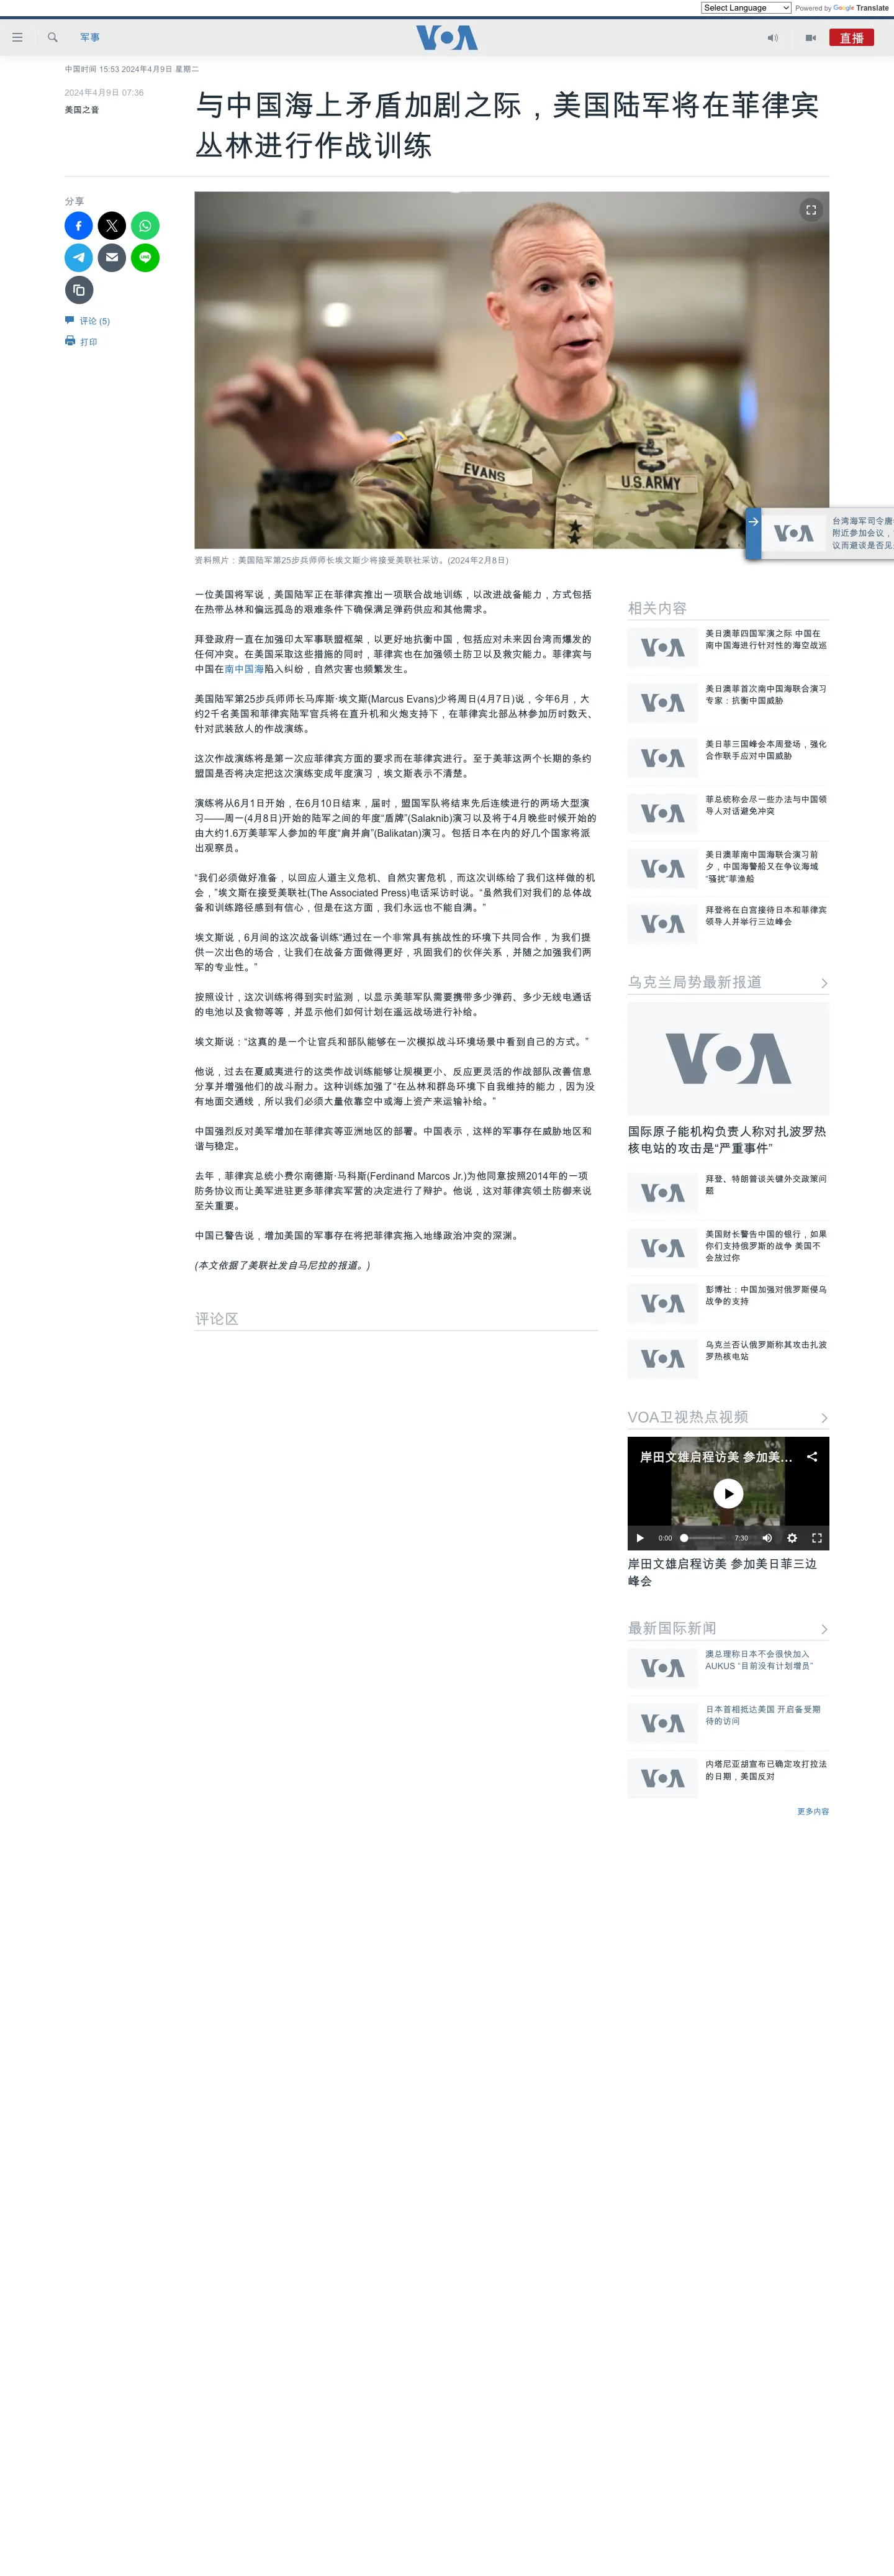 Select Language
Powered by Google Translate
军事
VOA
直播
中国时间 15:53 2024年4月9日 星期二
2024年4月9日 07:36
美国之音
与中国海上矛盾加剧之际，美国陆军将在菲律宾
丛林进行作战训练
分享
评论 (5)
打印
EVANS
U.S.ARMY
资料照片：美国陆军第25步兵师师长埃文斯少将接受美联社采访。(2024年2月8日)
VOA
台湾海军司令唐
附近参加会议，
议而避谈是否见
一位美国将军说，美国陆军正在菲律宾推出一项联合战地训练，以改进战备能力，方式包括
在热带丛林和偏远孤岛的艰难条件下确保满足弹药供应和其他需求。
拜登政府一直在加强印太军事联盟框架，以更好地抗衡中国，包括应对未来因台湾而爆发的
任何冲突。在美国采取这些措施的同时，菲律宾也在加强领土防卫以及救灾能力。菲律宾与
中国在南中国海陷入纠纷，自然灾害也频繁发生。
美国陆军第25步兵师师长马库斯·埃文斯(Marcus Evans)少将周日(4月7日)说，今年6月，大
约2千名美国和菲律宾陆军官兵将在直升机和火炮支持下，在菲律宾北部丛林参加历时数天、
针对武装敌人的作战演练。
这次作战演练将是第一次应菲律宾方面的要求而在菲律宾进行。至于美菲这两个长期的条约
盟国是否将决定把这次演练变成年度演习，埃文斯表示不清楚。
演练将从6月1日开始，在6月10日结束，届时，盟国军队将结束先后连续进行的两场大型演
习——周一(4月8日)开始的陆军之间的年度“盾牌”(Salaknib)演习以及将于4月晚些时候开始的
由大约1.6万美菲军人参加的年度“肩并肩”(Balikatan)演习。包括日本在内的好几个国家将派
出观察员。
“我们必须做好准备，以回应人道主义危机、自然灾害危机，而这次训练给了我们这样做的机
会，”埃文斯在接受美联社(The Associated Press)电话采访时说。“虽然我们对我们的总体战
备和训练路径感到有信心，但是在这方面，我们永远也不能自满。”
埃文斯说，6月间的这次战备训练“通过在一个非常具有挑战性的环境下共同合作，为我们提
供一次出色的场合，让我们在战备方面做得更好，巩固我们的伙伴关系，并随之加强我们两
军的专业性。”
按照设计，这次训练将得到实时监测，以显示美菲军队需要携带多少弹药、多少无线电通话
的电池以及食物等等，并显示他们如何计划在遥远战场进行补给。
埃文斯说：“这真的是一个让官兵和部队能够在一次模拟战斗环境场景中看到自己的方式。”
他说，过去在夏威夷进行的这类作战训练能够让规模更小、反应更灵活的作战部队改善信息
分享并增强他们的战斗耐力。这种训练加强了“在丛林和群岛环境下自我维持的能力，因为没
有地面交通线，所以我们必须大量依靠空中或海上资产来运输补给。”
中国强烈反对美军增加在菲律宾等亚洲地区的部署。中国表示，这样的军事存在威胁地区和
谐与稳定。
去年，菲律宾总统小费尔南德斯·马科斯(Ferdinand Marcos Jr.)为他同意按照2014年的一项
防务协议而让美军进驻更多菲律宾军营的决定进行了辩护。他说，这对菲律宾领土防御来说
至关重要。
中国已警告说，增加美国的军事存在将把菲律宾拖入地缘政治冲突的深渊。
(本文依据了美联社发自马尼拉的报道。)
评论区
相关内容
VOA
美日澳菲四国军演之际 中国在
南中国海进行针对性的海空战巡
VOA
美日澳菲首次南中国海联合演习
专家：抗衡中国威胁
VOA
美日菲三国峰会本周登场，强化
合作联手应对中国威胁
VOA
菲总统称会尽一些办法与中国领
导人对话避免冲突
VOA
美日澳菲南中国海联合演习前
夕，中国海警船又在争议海域
“骚扰”菲渔船
VOA
拜登将在白宫接待日本和菲律宾
领导人并举行三边峰会
乌克兰局势最新报道
VOA
国际原子能机构负责人称对扎波罗热
核电站的攻击是“严重事件”
VOA
拜登、特朗普谈关键外交政策问
题
VOA
美国财长警告中国的银行，如果
你们支持俄罗斯的战争 美国不
会放过你
VOA
彭博社：中国加强对俄罗斯侵乌
战争的支持
VOA
乌克兰否认俄罗斯称其攻击扎波
罗热核电站
VOA卫视热点视频
VOA
岸田文雄启程访美 参加美...
0:00
7:30
岸田文雄启程访美 参加美日菲三边
峰会
最新国际新闻
VOA
澳总理称日本不会很快加入
AUKUS “目前没有计划增员”
VOA
日本首相抵达美国 开启备受期
待的访问
VOA
内塔尼亚胡宣布已确定攻打拉法
的日期，美国反对
更多内容